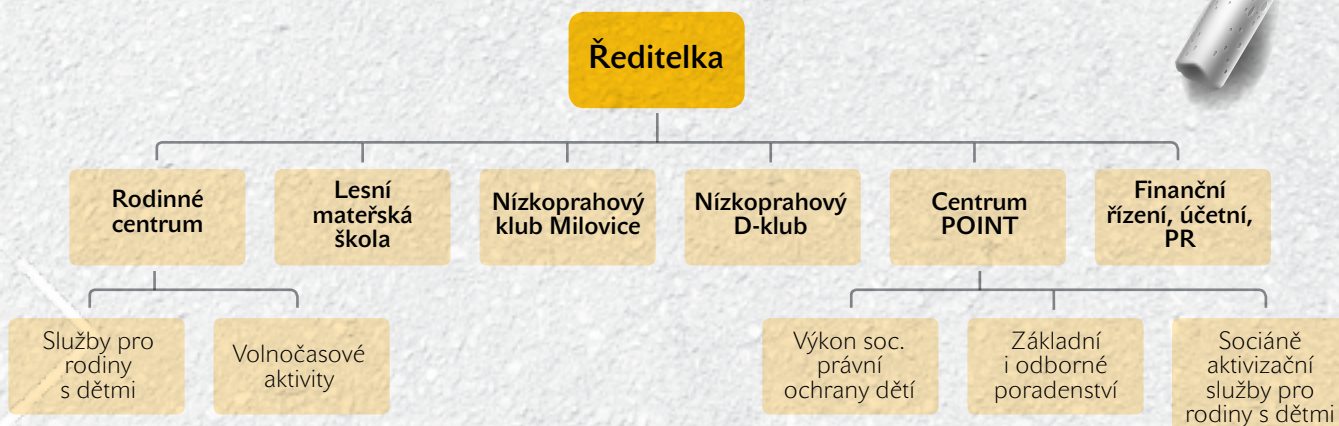 Ředitelka
Rodinné
centrum
Lesní
mateřská
škola
Nízkoprahový
klub Milovice
Nízkoprahový
D-klub
Centrum
POINT
Finanční
řízení, účetní,
PR
Služby pro
rodiny
s dětmi
Volnočasové
aktivity
Výkon soc.
právní
ochrany dětí
Základní
i odborné
poradenství
Sociáně
aktivizační
služby pro
rodiny s dětmi